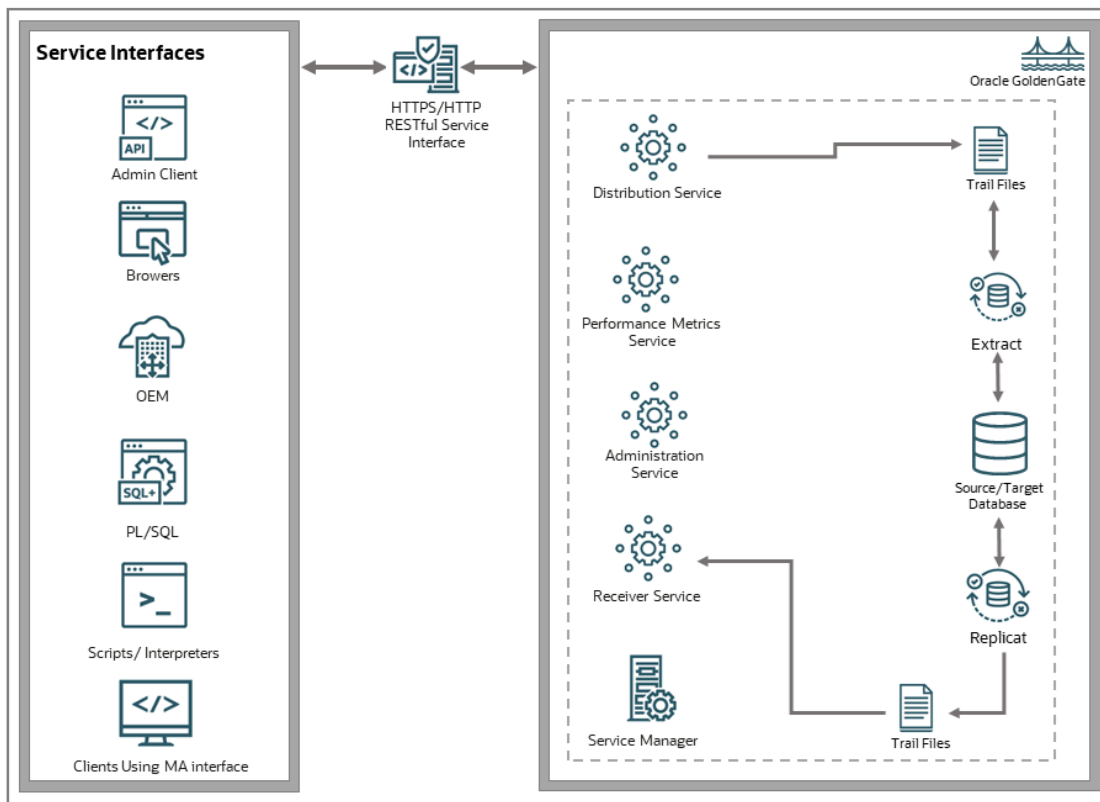 Service Interfaces
</>
API
Admin Client
Browers
OEM
SQL+
PL/SQL
>_
Scripts/ Interpreters
</>
Clients Using MA interface
</>
HTTPS/HTTP
RESTful Service
Interface
Oracle GoldenGate
Distribution Service
Trail Files
Performance Metrics
Service
Extract
Administration
Service
Source/Target
Database
Receiver Service
Replicat
Service Manager
Trail Files